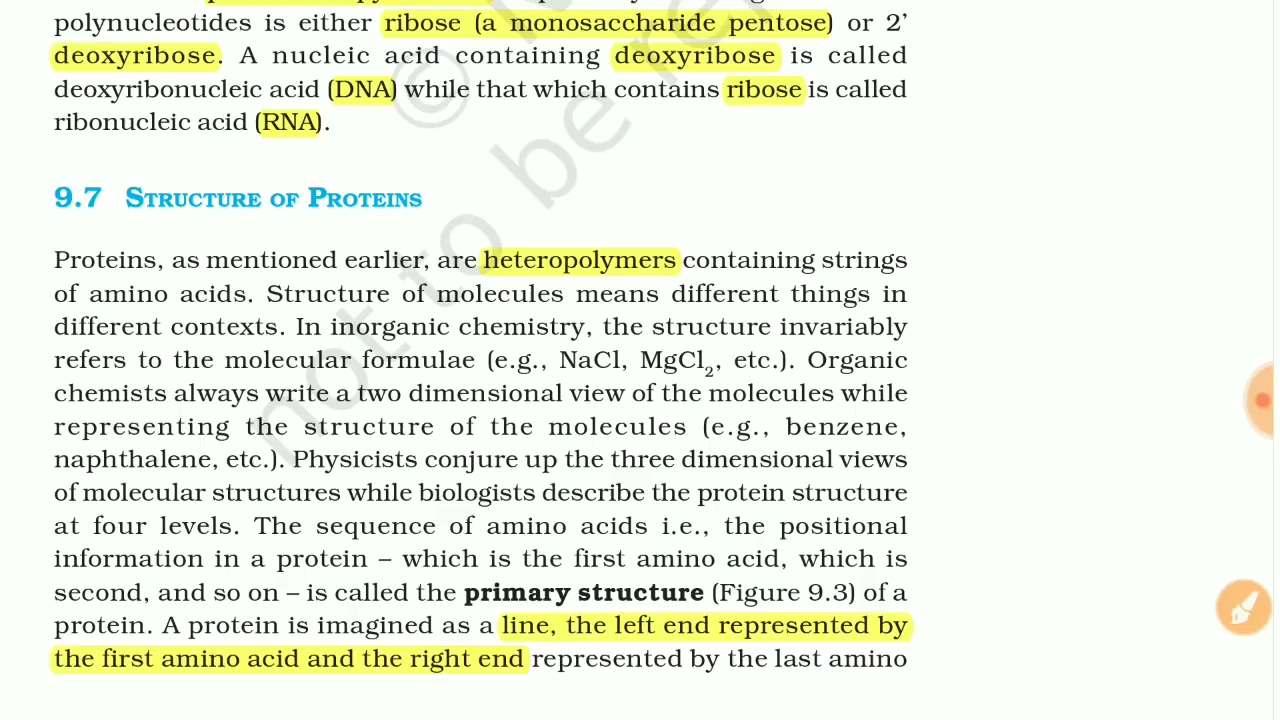 polynucleotides is either ribose (a monosaccharide pentose) or 2’
deoxyribose. A nucleic acid containing deoxyribose is called
deoxyribonucleic acid (DNA) while that which contains ribose is called
ribonucleic acid (RNA).
9.7 STRUCTURE OF PROTEINS
Proteins, as mentioned earlier, are heteropolymers containing strings
of amino acids. Structure of molecules means different things in
different contexts. In inorganic chemistry, the structure invariably
refers to the molecular formulae (e.g., NaCl, MgCl₂, etc.). Organic
chemists always write a two dimensional view of the molecules while
representing the structure of the molecules (e.g., benzene,
naphthalene, etc.). Physicists conjure up the three dimensional views
of molecular structures while biologists describe the protein structure
at four levels. The sequence of amino acids i.e., the positional
information in a protein – which is the first amino acid, which is
second, and so on – is called the primary structure (Figure 9.3) of a
protein. A protein is imagined as a line, the left end represented by
the first amino acid and the right end represented by the last amino
©
not to be re